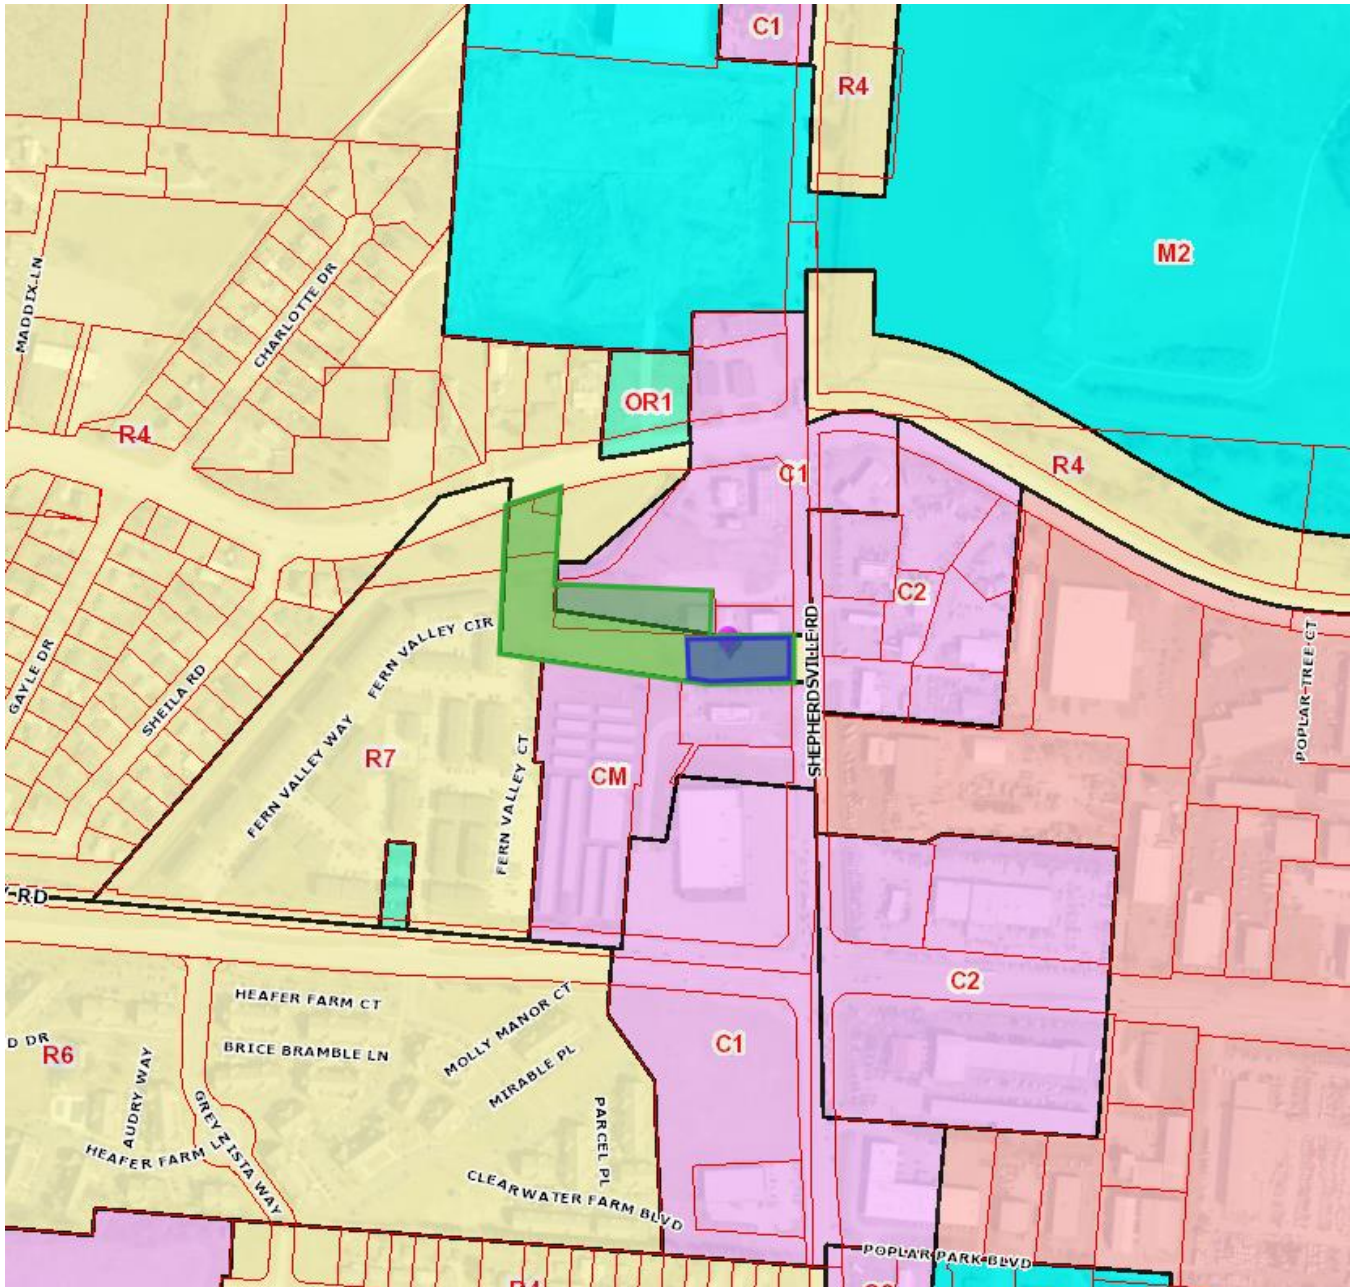 C1
R4
M2
MADDIX LN
CHARLOTTE DR
OR1
R4
C1
R4
C2
GAYLE DR
SHEILA RD
FERN VALLEY CIR
FERN VALLEY WAY
R7
FERN VALLEY CT
CM
SHEPHERDSVILLE RD
POPLAR TREE CT
RD
C2
HEAFER FARM CT
BRICE BRAMBLE LN
MOLLY MANOR CT
MIRABLE PL
C1
D DR
R6
AUDRY WAY
HEAFER FARM LN
GREY VISTA WAY
PARCEL PL
CLEARWATER FARM BLVD
POPLAR PARK BLVD